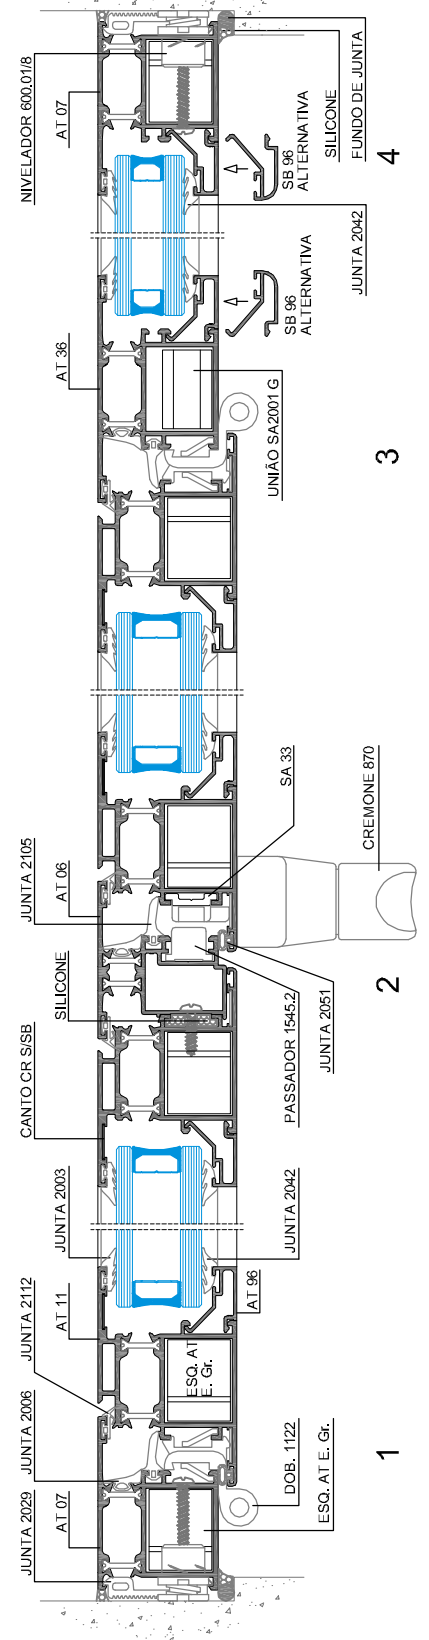 JUNTA 2029
AT 07
JUNTA 2006
JUNTA 2112
AT 11
JUNTA 2003
CANTO CR S/SB
SILICONE
AT 06
JUNTA 2105
AT 36
AT 07
NIVELADOR 600.01/8
ESQ. AT
E. Gr.
ESQ. AT E. Gr.
DOB. 1122
AT 96
JUNTA 2042
PASSADOR 1545.2
JUNTA 2051
SA 33
CREMONE 870
UNIÃO SA2001 G
SB 96
ALTERNATIVA
SB 96
ALTERNATIVA
JUNTA 2042
SILICONE
FUNDO DE JUNTA
1
2
3
4